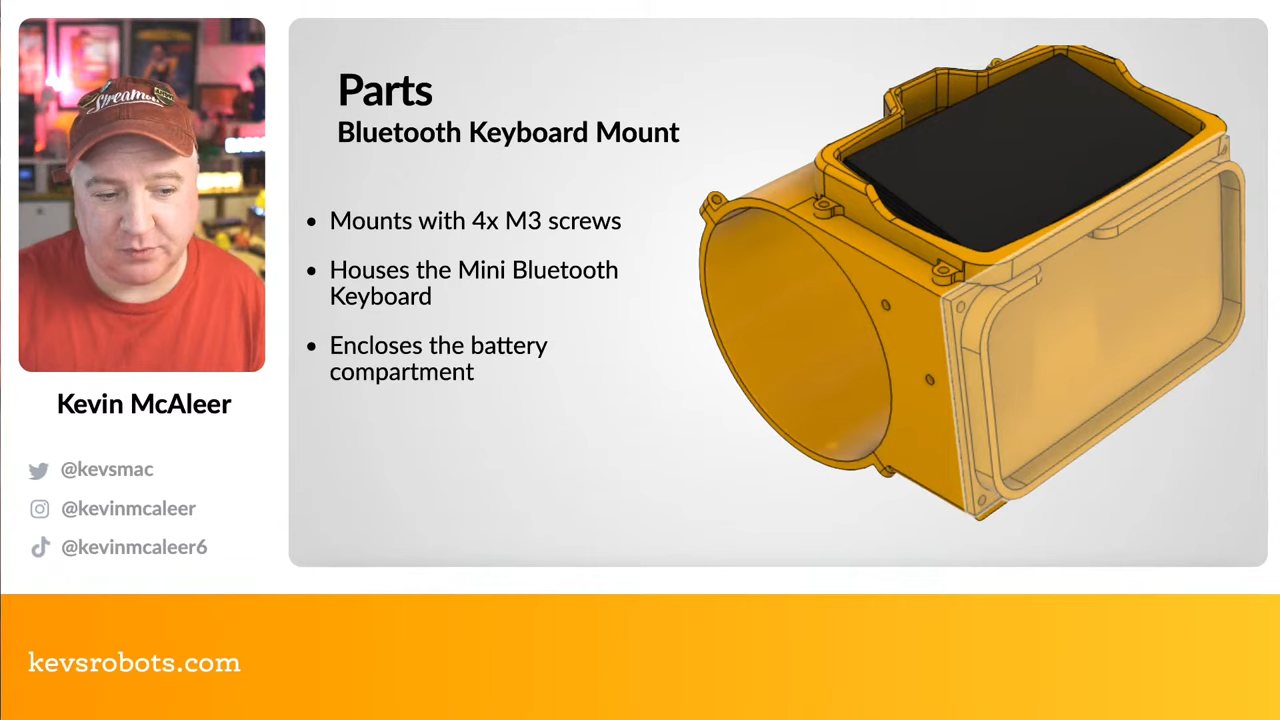 Streamer
Parts
Bluetooth Keyboard Mount
Mounts with 4x M3 screws
Houses the Mini Bluetooth
Keyboard
Encloses the battery
compartment
Kevin McAleer
@kevsmac
@kevinmcaleer
@kevinmcaleer6
kevsrobots.com